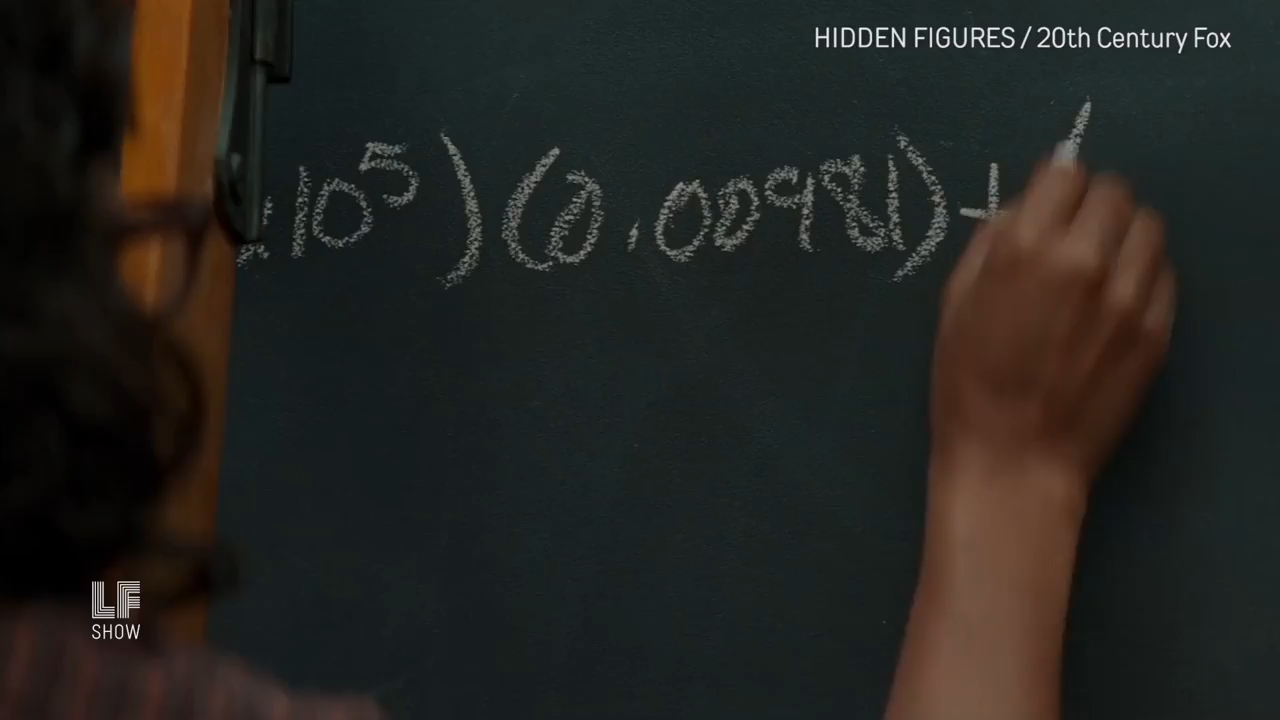 HIDDEN FIGURES / 20th Century Fox
10⁵)(0.00981)+
LF
SHOW